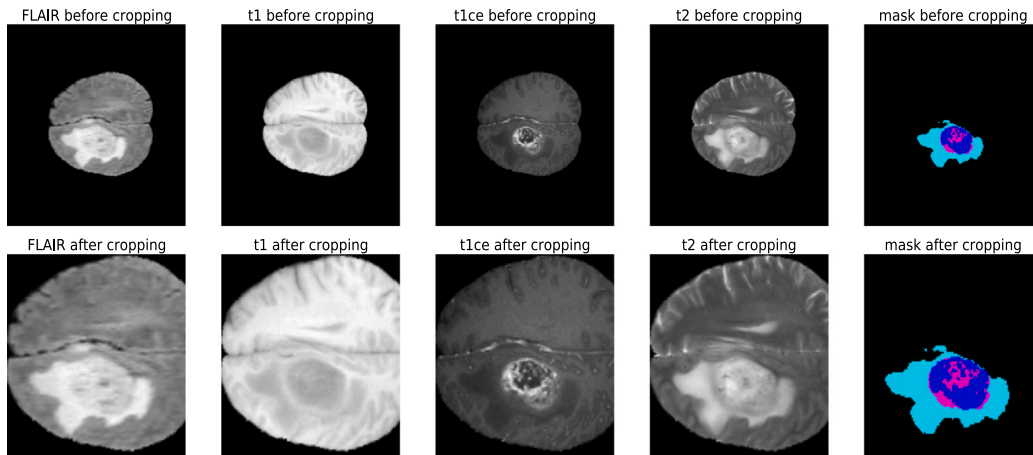 FLAIR before cropping
t1 before cropping
t1ce before cropping
t2 before cropping
mask before cropping
FLAIR after cropping
t1 after cropping
t1ce after cropping
t2 after cropping
mask after cropping